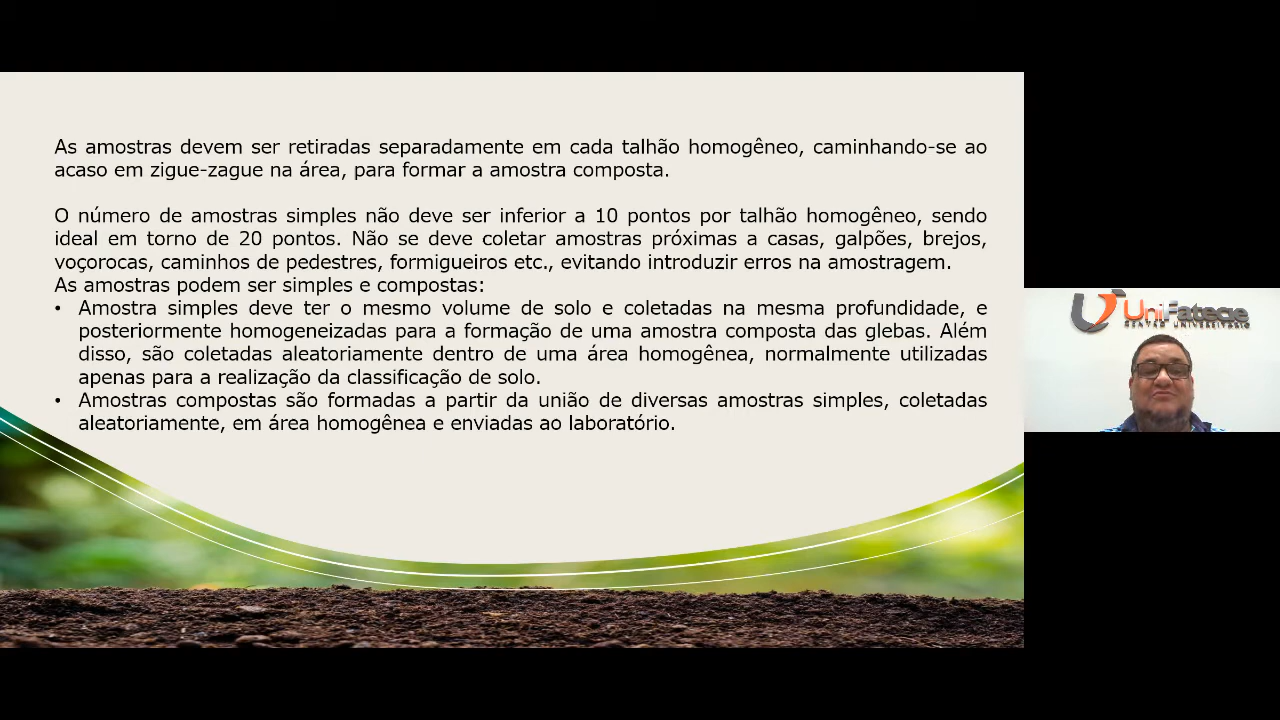 As amostras devem ser retiradas separadamente em cada talhão homogêneo, caminhando-se ao
acaso em zigue-zague na área, para formar a amostra composta.
O número de amostras simples não deve ser inferior a 10 pontos por talhão homogêneo, sendo
ideal em torno de 20 pontos. Não se deve coletar amostras próximas a casas, galpões, brejos,
voçorocas, caminhos de pedestres, formigueiros etc., evitando introduzir erros na amostragem.
As amostras podem ser simples e compostas:
• Amostra simples deve ter o mesmo volume de solo e coletadas na mesma profundidade, e
posteriormente homogeneizadas para a formação de uma amostra composta das glebas. Além
disso, são coletadas aleatoriamente dentro de uma área homogênea, normalmente utilizadas
apenas para a realização da classificação de solo.
• Amostras compostas são formadas a partir da união de diversas amostras simples, coletadas
aleatoriamente, em área homogênea e enviadas ao laboratório.
UniFatecie
CENTRO UNIVERSITÁRIO